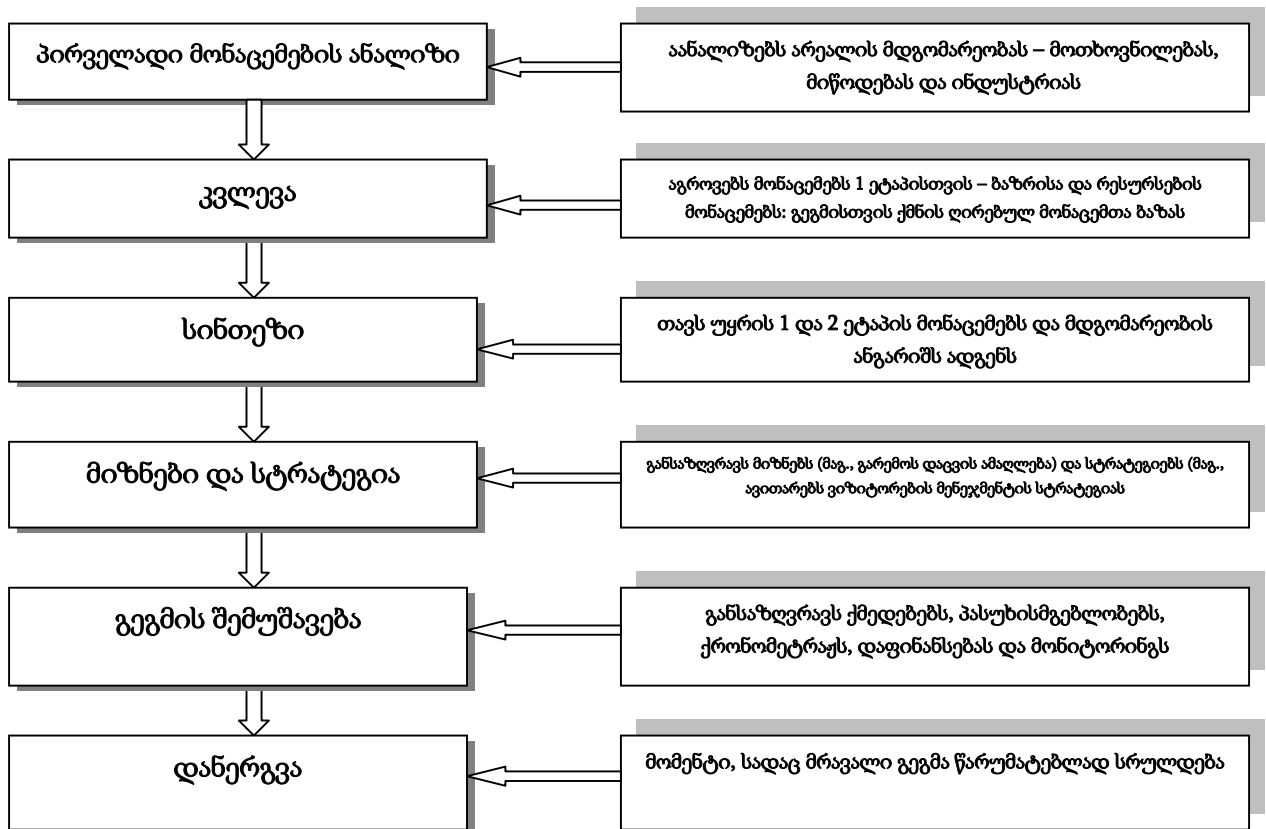 პირველადი მონაცემების ანალიზი
აანალიზებს არეალის მდგომარეობას – მოთხოვნილებას,
მიწოდებას და ინდუსტრიას
კვლევა
აგროვებს მონაცემებს 1 ეტაპისთვის – ბაზრისა და რესურსების
მონაცემებს: გეგმისთვის ქმნის ღირებულ მონაცემთა ბაზას
სინთეზი
თავს უყრის 1 და 2 ეტაპის მონაცემებს და მდგომარეობის
ანგარიშს ადგენს
მიზნები და სტრატეგია
განსაზღვრავს მიზნებს (მაგ., გარემოს დაცვის ამაღლება) და სტრატეგიებს (მაგ.,
ავითარებს ვიზიტორების მენეჯმენტის სტრატეგიას
გეგმის შემუშავება
განსაზღვრავს ქმედებებს, პასუხისმგებლობებს,
ქრონომეტრაჟს, დაფინანსებას და მონიტორინგს
დანერგვა
მომენტი, სადაც მრავალი გეგმა წარუმატებლად სრულდება